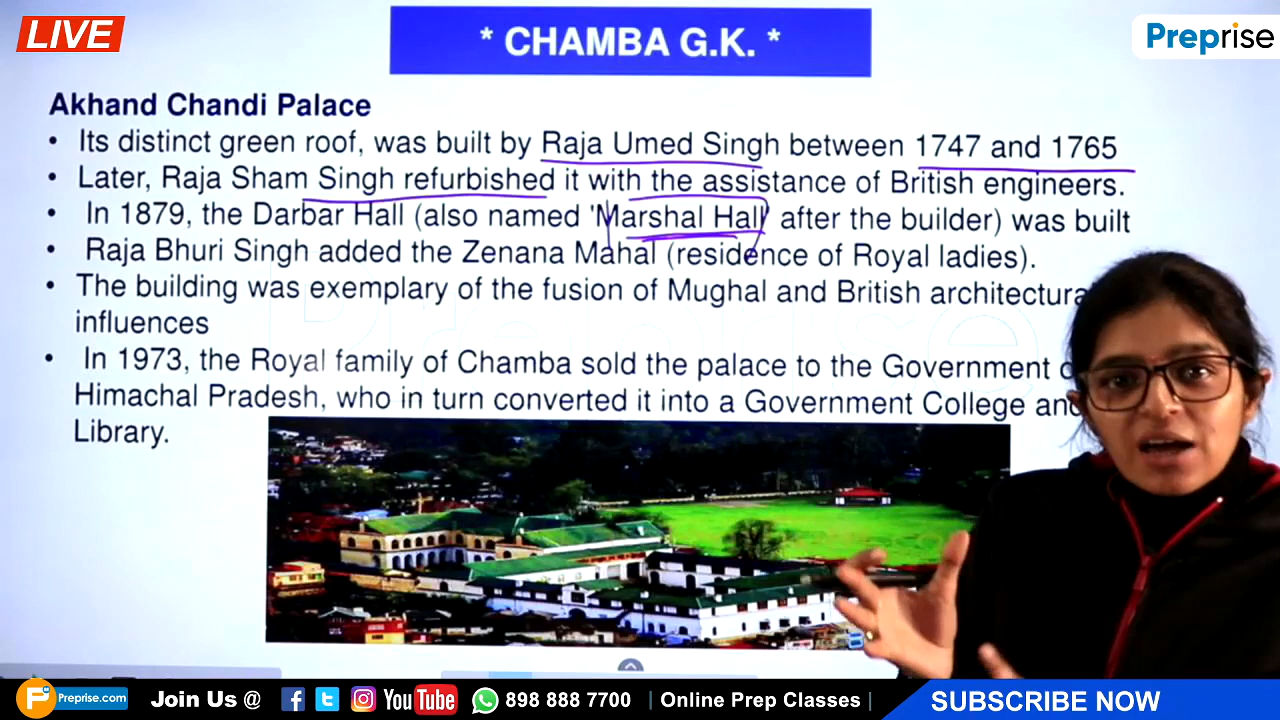 LIVE
* CHAMBA G.K. *
Preprise
Akhand Chandi Palace
• Its distinct green roof, was built by Raja Umed Singh between 1747 and 1765
• Later, Raja Sham Singh refurbished it with the assistance of British engineers.
• In 1879, the Darbar Hall (also named 'Marshal Hall' after the builder) was built
• Raja Bhuri Singh added the Zenana Mahal (residence of Royal ladies).
• The building was exemplary of the fusion of Mughal and British architectura
influences
• In 1973, the Royal family of Chamba sold the palace to the Government
Himachal Pradesh, who in turn converted it into a Government College and
Library.
Preprise.com Join Us @ YouTube 898 888 7700 | Online Prep Classes | SUBSCRIBE NOW